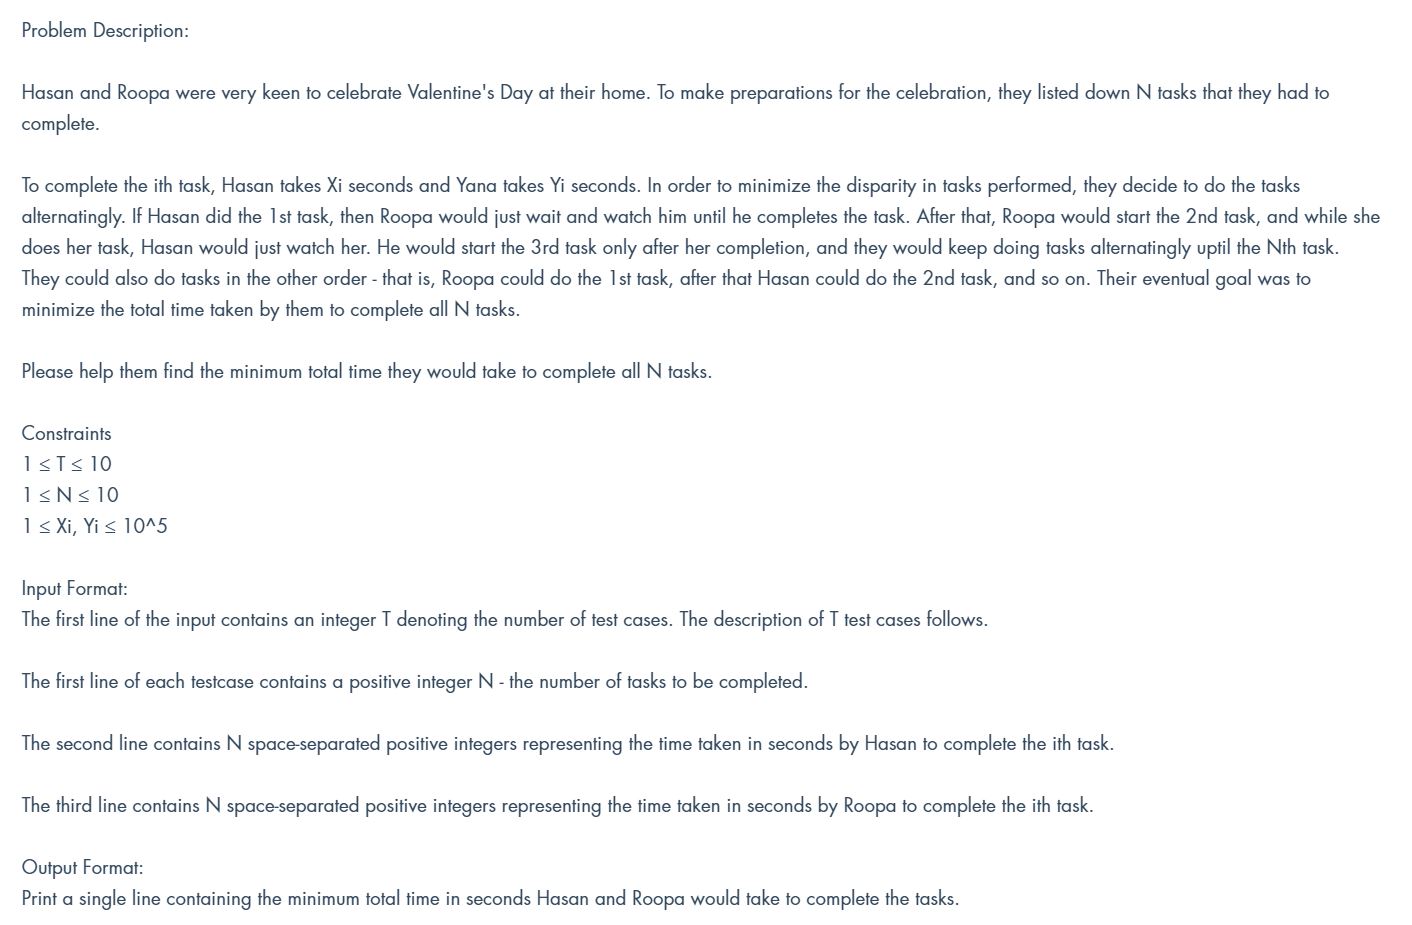 Problem Description:
Hasan and Roopa were very keen to celebrate Valentine's Day at their home. To make preparations for the celebration, they listed down N tasks that they had to
complete.
To complete the ith task, Hasan takes Xi seconds and Yana takes Yi seconds. In order to minimize the disparity in tasks performed, they decide to do the tasks
alternatingly. If Hasan did the 1st task, then Roopa would just wait and watch him until he completes the task. After that, Roopa would start the 2nd task, and while she
does her task, Hasan would just watch her. He would start the 3rd task only after her completion, and they would keep doing tasks alternatingly uptil the Nth task.
They could also do tasks in the other order - that is, Roopa could do the 1st task, after that Hasan could do the 2nd task, and so on. Their eventual goal was to
minimize the total time taken by them to complete all N tasks.
Please help them find the minimum total time they would take to complete all N tasks.
Constraints
1 ≤ T ≤ 10
1 ≤ N ≤ 10
1 ≤ Xi, Yi ≤ 10^5
Input Format:
The first line of the input contains an integer T denoting the number of test cases. The description of T test cases follows.
The first line of each testcase contains a positive integer N - the number of tasks to be completed.
The second line contains N space-separated positive integers representing the time taken in seconds by Hasan to complete the ith task.
The third line contains N space-separated positive integers representing the time taken in seconds by Roopa to complete the ith task.
Output Format:
Print a single line containing the minimum total time in seconds Hasan and Roopa would take to complete the tasks.